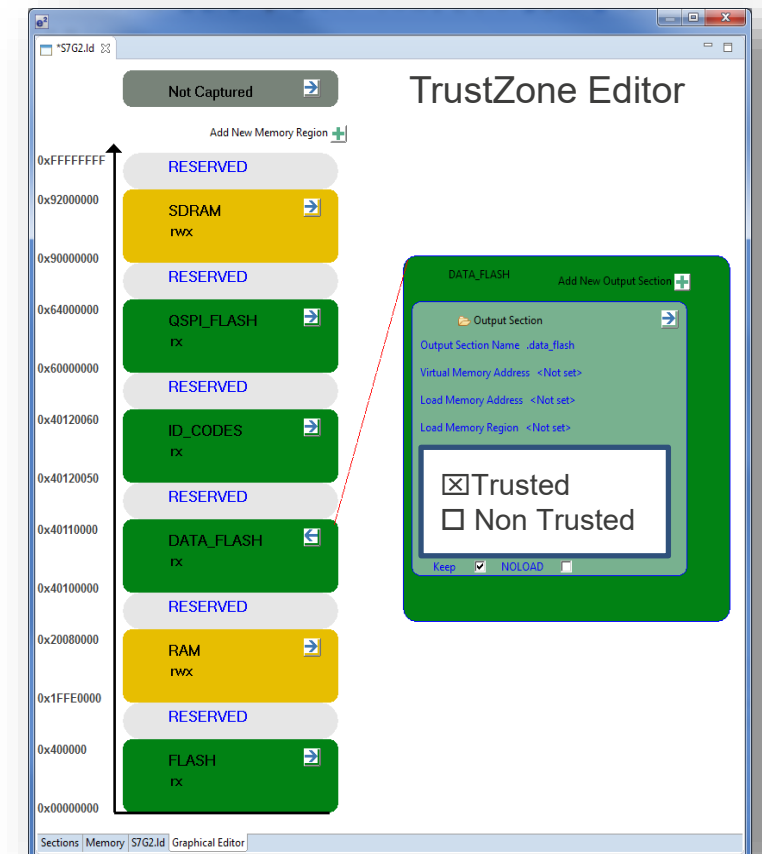 e²
*S7G2.ld
Not Captured
TrustZone Editor
Add New Memory Region
0xFFFFFFFF
RESERVED
0x92000000
SDRAM
rwx
0x90000000
RESERVED
DATA_FLASH
Add New Output Section
0x64000000
QSPI_FLASH
rx
Output Section
Output Section Name .data_flash
0x60000000
Virtual Memory Address <Not set>
RESERVED
Load Memory Address <Not set>
0x40120060
ID_CODES
rx
Load Memory Region <Not set>
0x40120050
RESERVED
☒Trusted
☐ Non Trusted
0x40110000
DATA_FLASH
rx
Keep
NOLOAD
0x40100000
RESERVED
0x20080000
RAM
rwx
0x1FFE0000
RESERVED
0x400000
FLASH
rx
0x00000000
Sections Memory S7G2.ld Graphical Editor